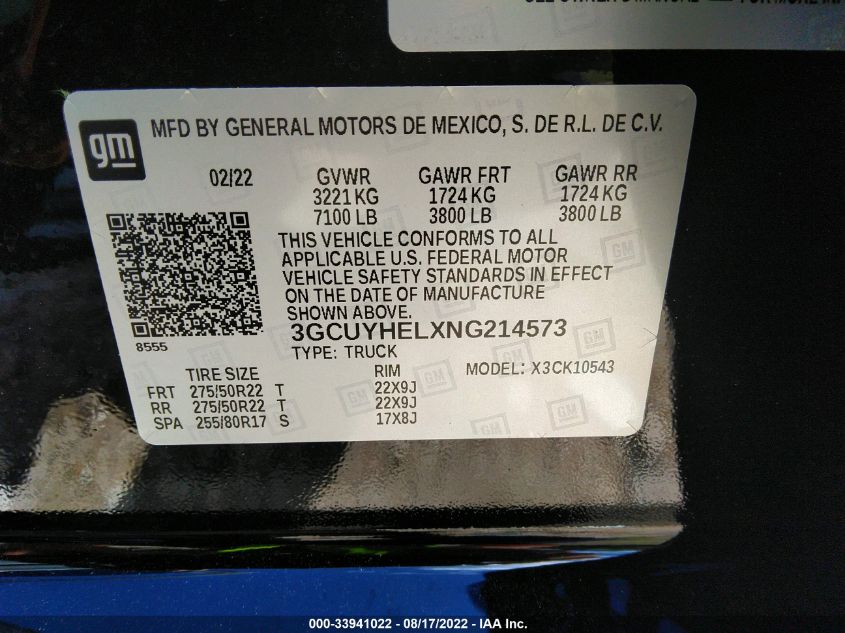 gm
MFD BY GENERAL MOTORS DE MEXICO, S. DE R.L. DE C.V.
02/22 GVWR GAWR FRT GAWR RR
3221 KG 1724 KG 1724 KG
7100 LB 3800 LB 3800 LB
THIS VEHICLE CONFORMS TO ALL
APPLICABLE U.S. FEDERAL MOTOR
VEHICLE SAFETY STANDARDS IN EFFECT
ON THE DATE OF MANUFACTURE
SHOWN ABOVE.
8555
3GCUYHELXNG214573
TYPE: TRUCK
MODEL: X3CK10543
TIRE SIZE RIM
FRT 275/50R22 T 22X9J
RR 275/50R22 T 22X9J
SPA 255/80R17 S 17X8J
000-33941022 - 08/17/2022 - IAA Inc.